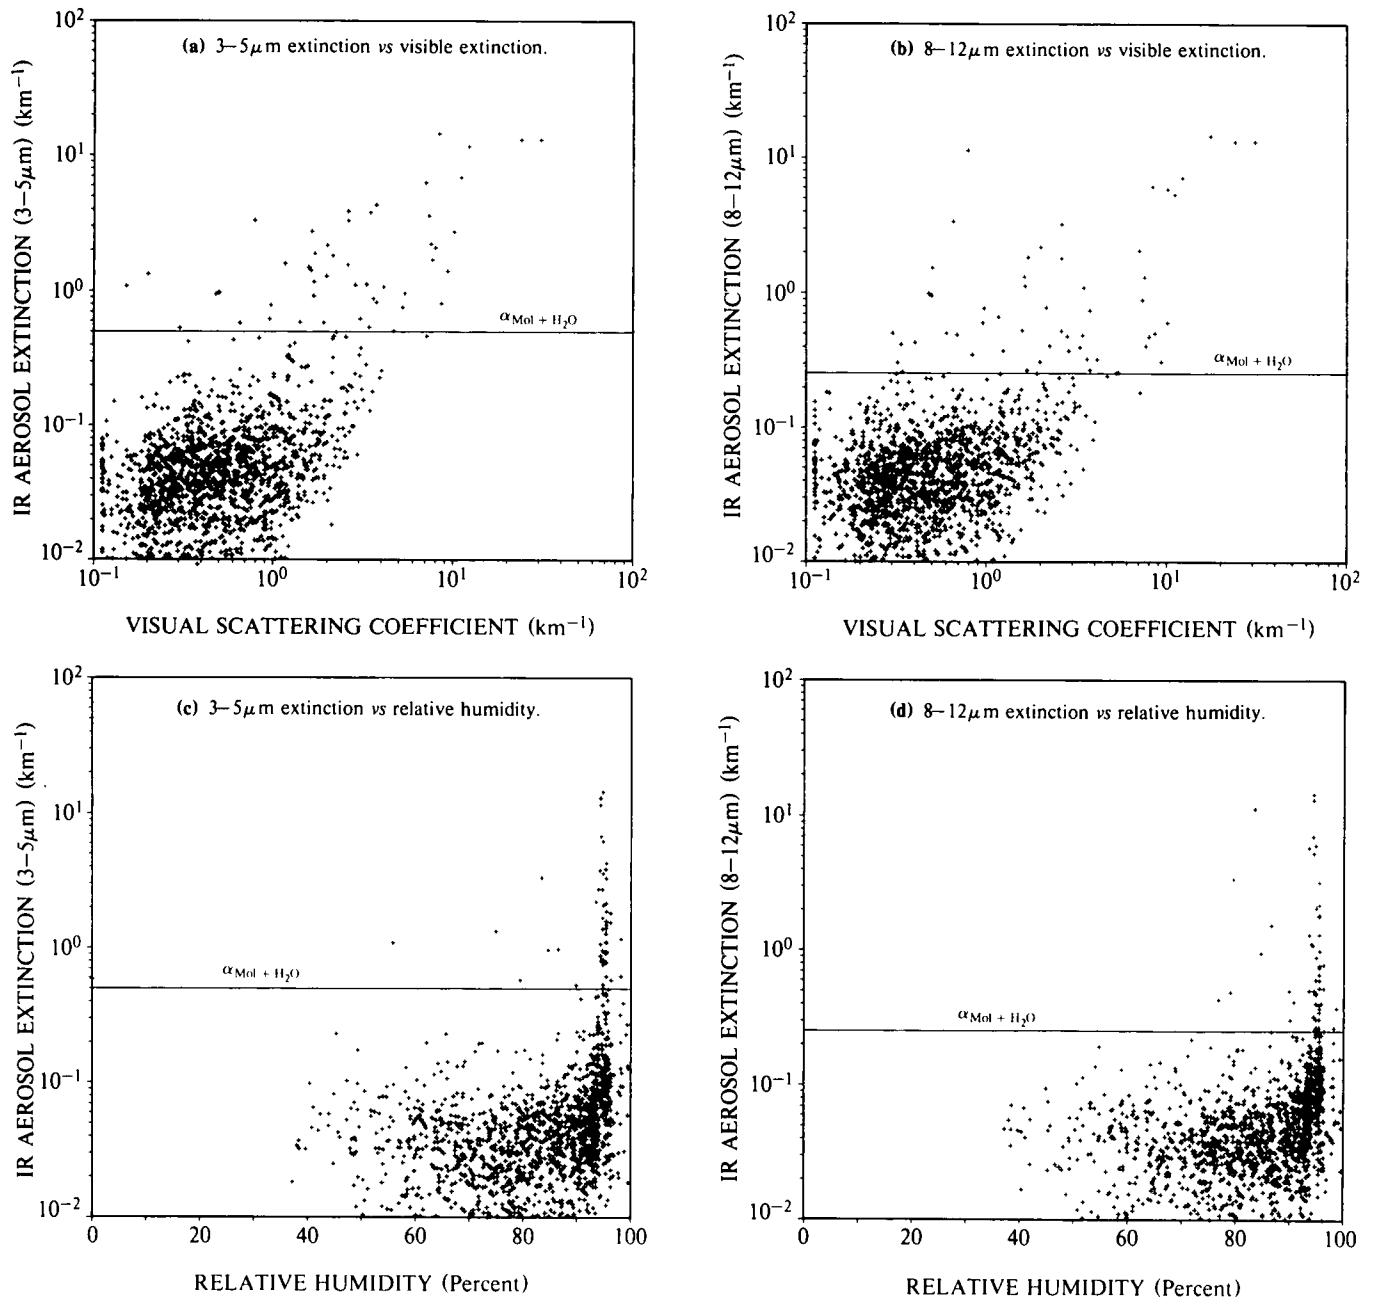 (a) 3–5μm extinction vs visible extinction.
IR AEROSOL EXTINCTION (3–5μm) (km⁻¹)
10²
10¹
10⁰
10⁻¹
10⁻²
αMol + H₂O
10⁻¹ 10⁰ 10¹ 10²
VISUAL SCATTERING COEFFICIENT (km⁻¹)
(b) 8–12μm extinction vs visible extinction.
IR AEROSOL EXTINCTION (8–12μm) (km⁻¹)
10²
10¹
10⁰
10⁻¹
10⁻²
αMol + H₂O
10⁻¹ 10⁰ 10¹ 10²
VISUAL SCATTERING COEFFICIENT (km⁻¹)
(c) 3–5μm extinction vs relative humidity.
IR AEROSOL EXTINCTION (3–5μm) (km⁻¹)
10²
10¹
10⁰
10⁻¹
10⁻²
αMol + H₂O
0 20 40 60 80 100
RELATIVE HUMIDITY (Percent)
(d) 8–12μm extinction vs relative humidity.
IR AEROSOL EXTINCTION (8–12μm) (km⁻¹)
10²
10¹
10⁰
10⁻¹
10⁻²
αMol + H₂O
0 20 40 60 80 100
RELATIVE HUMIDITY (Percent)